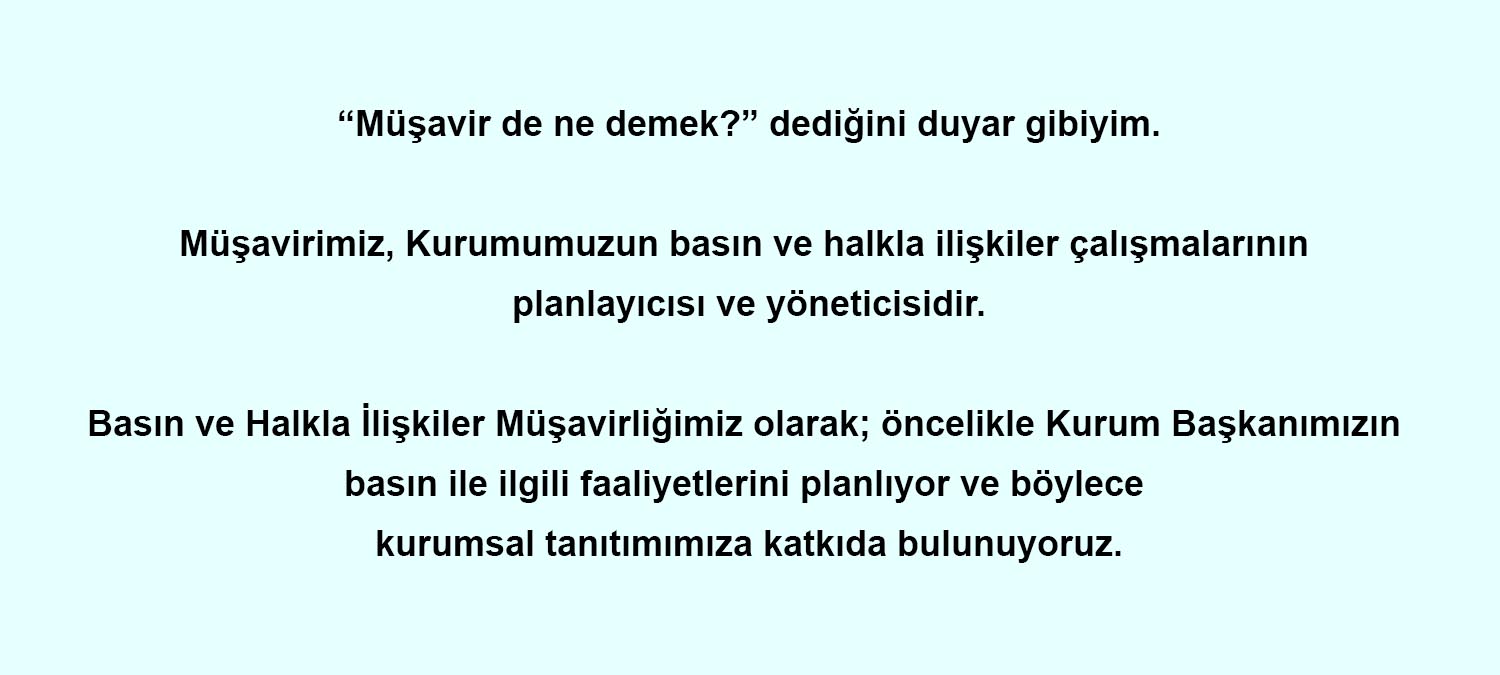 “Müşavir de ne demek?” dediğini duyar gibiyim.
Müşavirimiz, Kurumumuzun basın ve halkla ilişkiler çalışmalarının
planlayıcısı ve yöneticisidir.
Basın ve Halkla İlişkiler Müşavirliğimiz olarak; öncelikle Kurum Başkanımızın
basın ile ilgili faaliyetlerini planlıyor ve böylece
kurumsal tanıtımımıza katkıda bulunuyoruz.